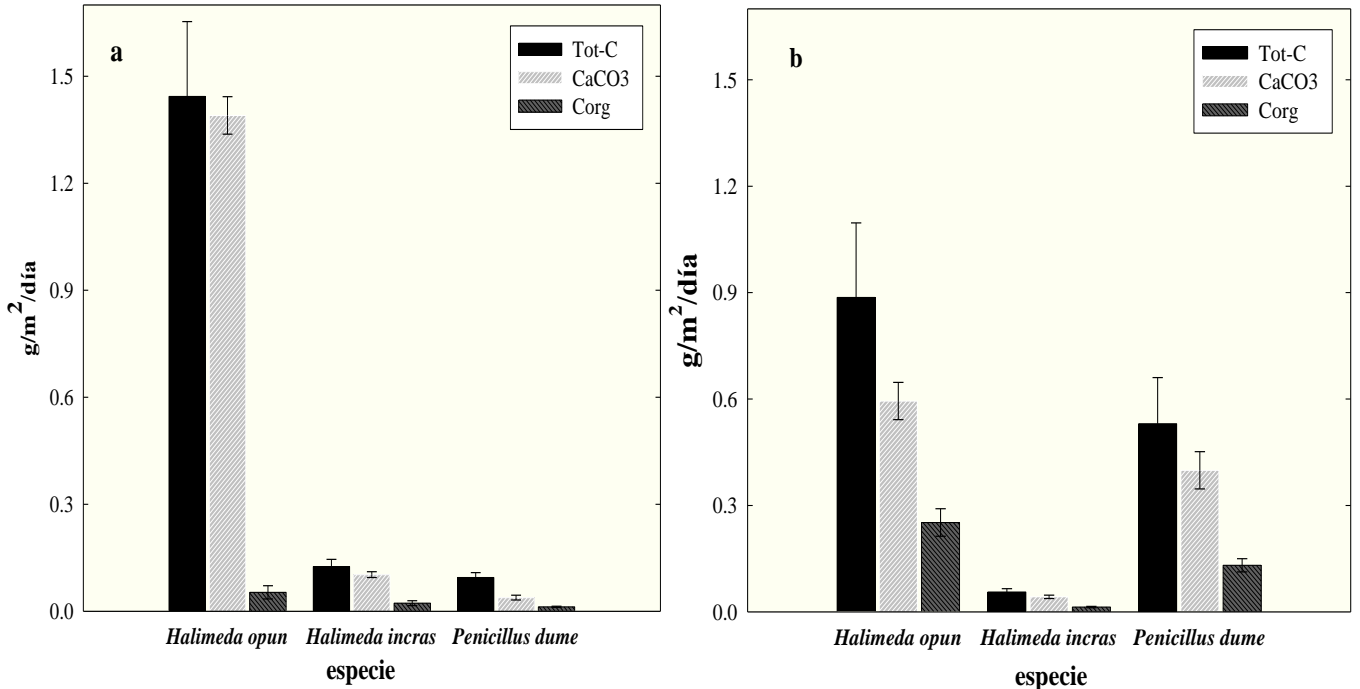 a
Tot-C
CaCO3
Corg
1.5
1.2
0.9
0.6
0.3
0.0
g/m2/día
Halimeda opun
Halimeda incras
Penicillus dume
especie
b
Tot-C
CaCO3
Corg
1.5
1.2
0.9
0.6
0.3
0.0
g/m2/día
Halimeda opun
Halimeda incras
Penicillus dume
especie